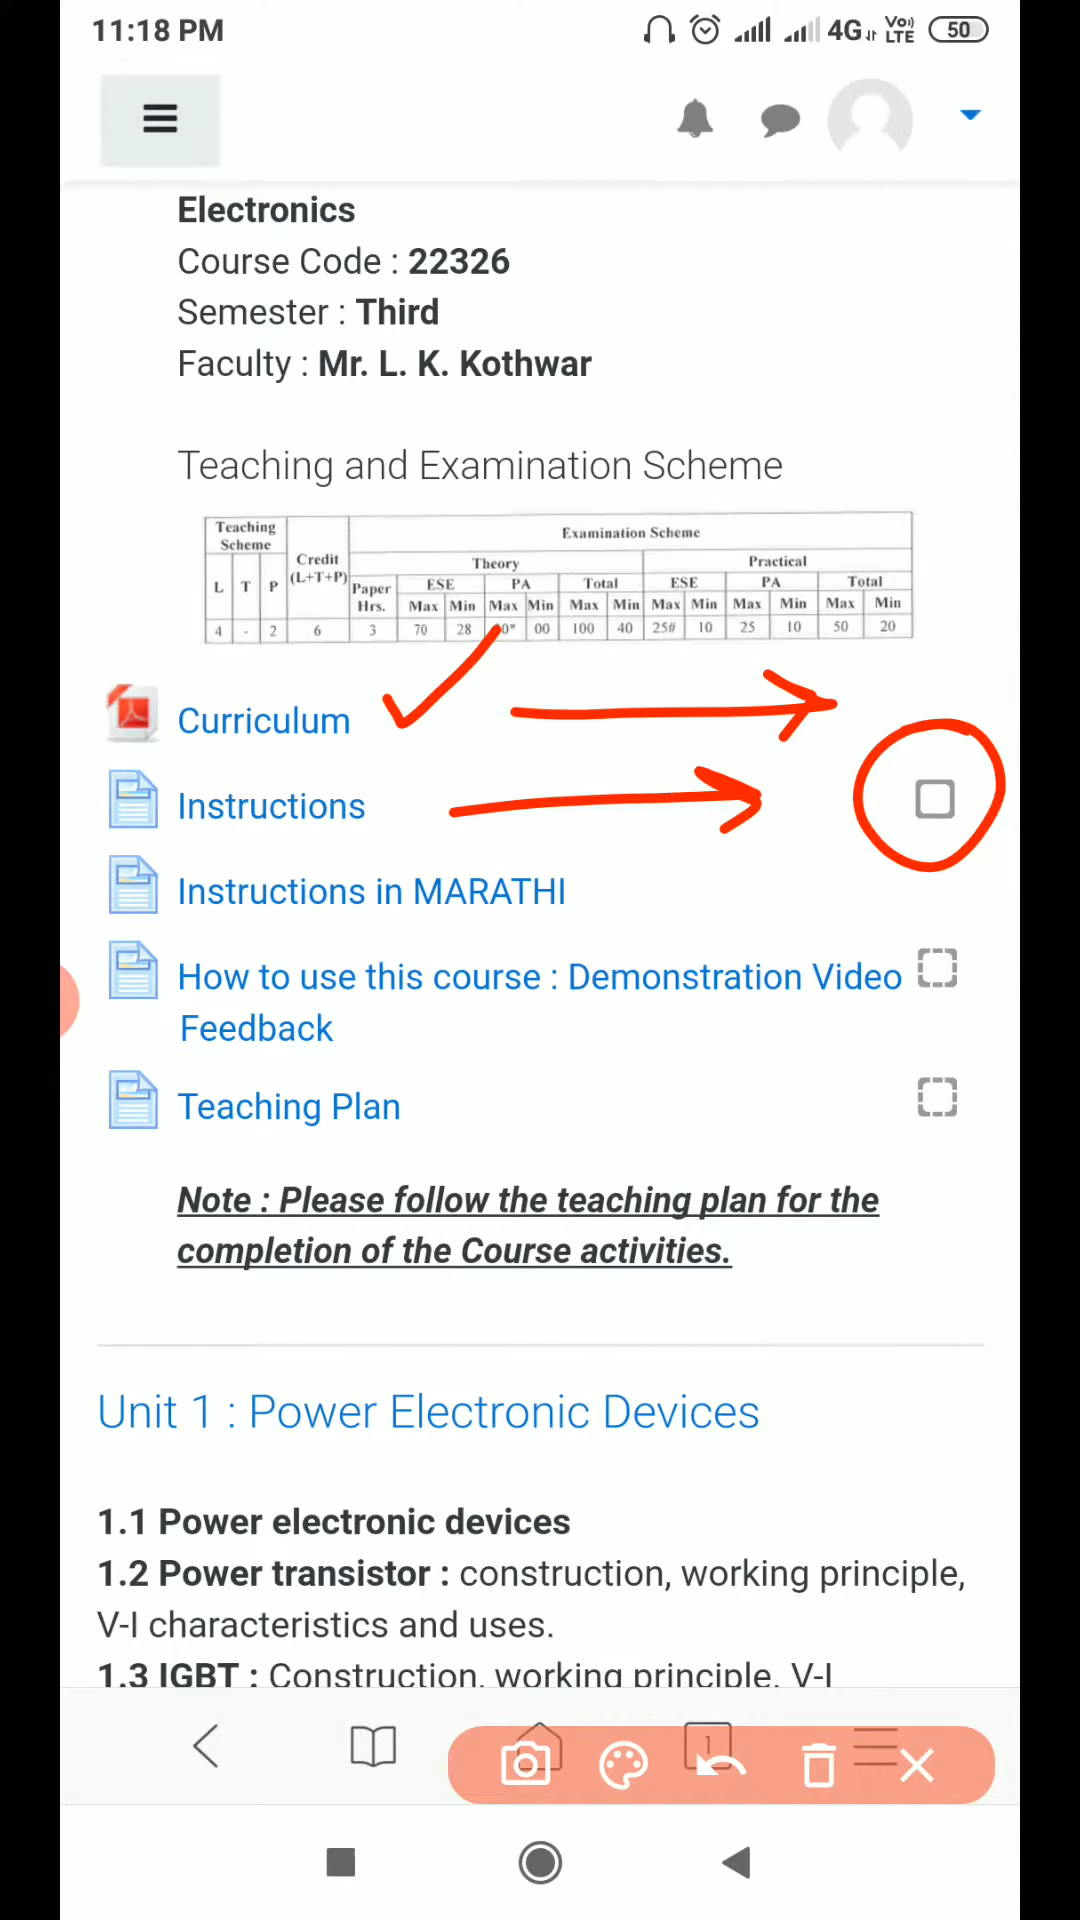 11:18 PM 4G Vo)) LTE 50
Electronics
Course Code : 22326
Semester : Third
Faculty : Mr. L. K. Kothwar
Teaching and Examination Scheme
Teaching Scheme Credit (L+T+P) Examination Scheme
Theory Practical
L T P Paper Hrs. ESE PA Total ESE PA Total
Max Min Max Min Max Min Max Min Max Min Max Min
4 - 2 6 3 70 28 0* 00 100 40 25# 10 25 10 50 20
Curriculum
Instructions
Instructions in MARATHI
How to use this course : Demonstration Video
Feedback
Teaching Plan
Note : Please follow the teaching plan for the
completion of the Course activities.
Unit 1 : Power Electronic Devices
1.1 Power electronic devices
1.2 Power transistor : construction, working principle,
V-I characteristics and uses.
1.3 IGBT : Construction, working principle, V-I
1